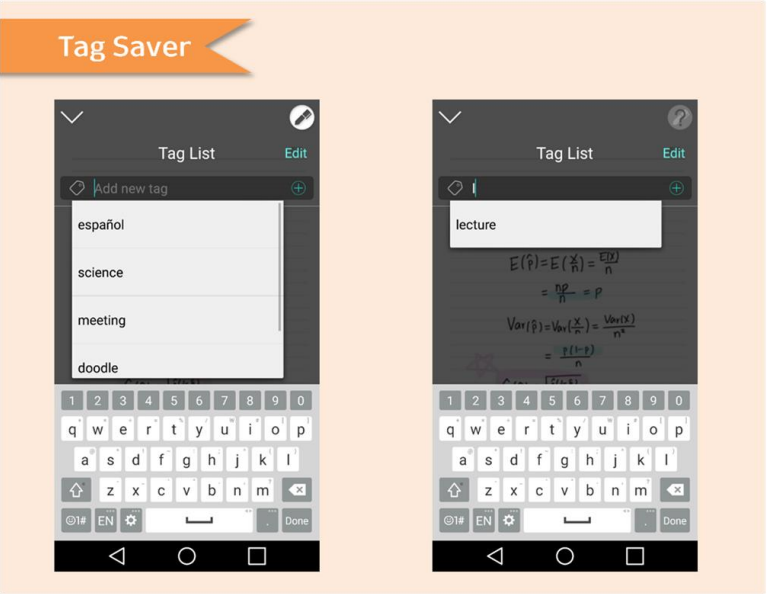 Tag Saver
Tag List
Edit
Add new tag
español
science
meeting
doodle
1 2 3 4 5 6 7 8 9 0
q w e r t y u i o p
a s d f g h j k l
z x c v b n m
☺1# EN . Done
Tag List
Edit
l
lecture
E(p̂)=E(X/n)=E(X)/n
= np/n = p
Var(p̂)=Var(X/n)=Var(X)/n²
= p(1-p)/n
1 2 3 4 5 6 7 8 9 0
q w e r t y u i o p
a s d f g h j k l
z x c v b n m
☺1# EN . Done